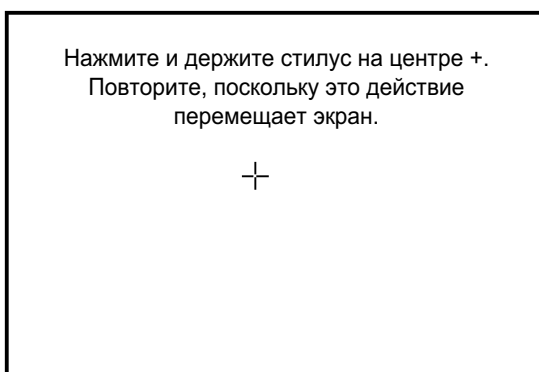 Нажмите и держите стилус на центре +.
Повторите, поскольку это действие
перемещает экран.